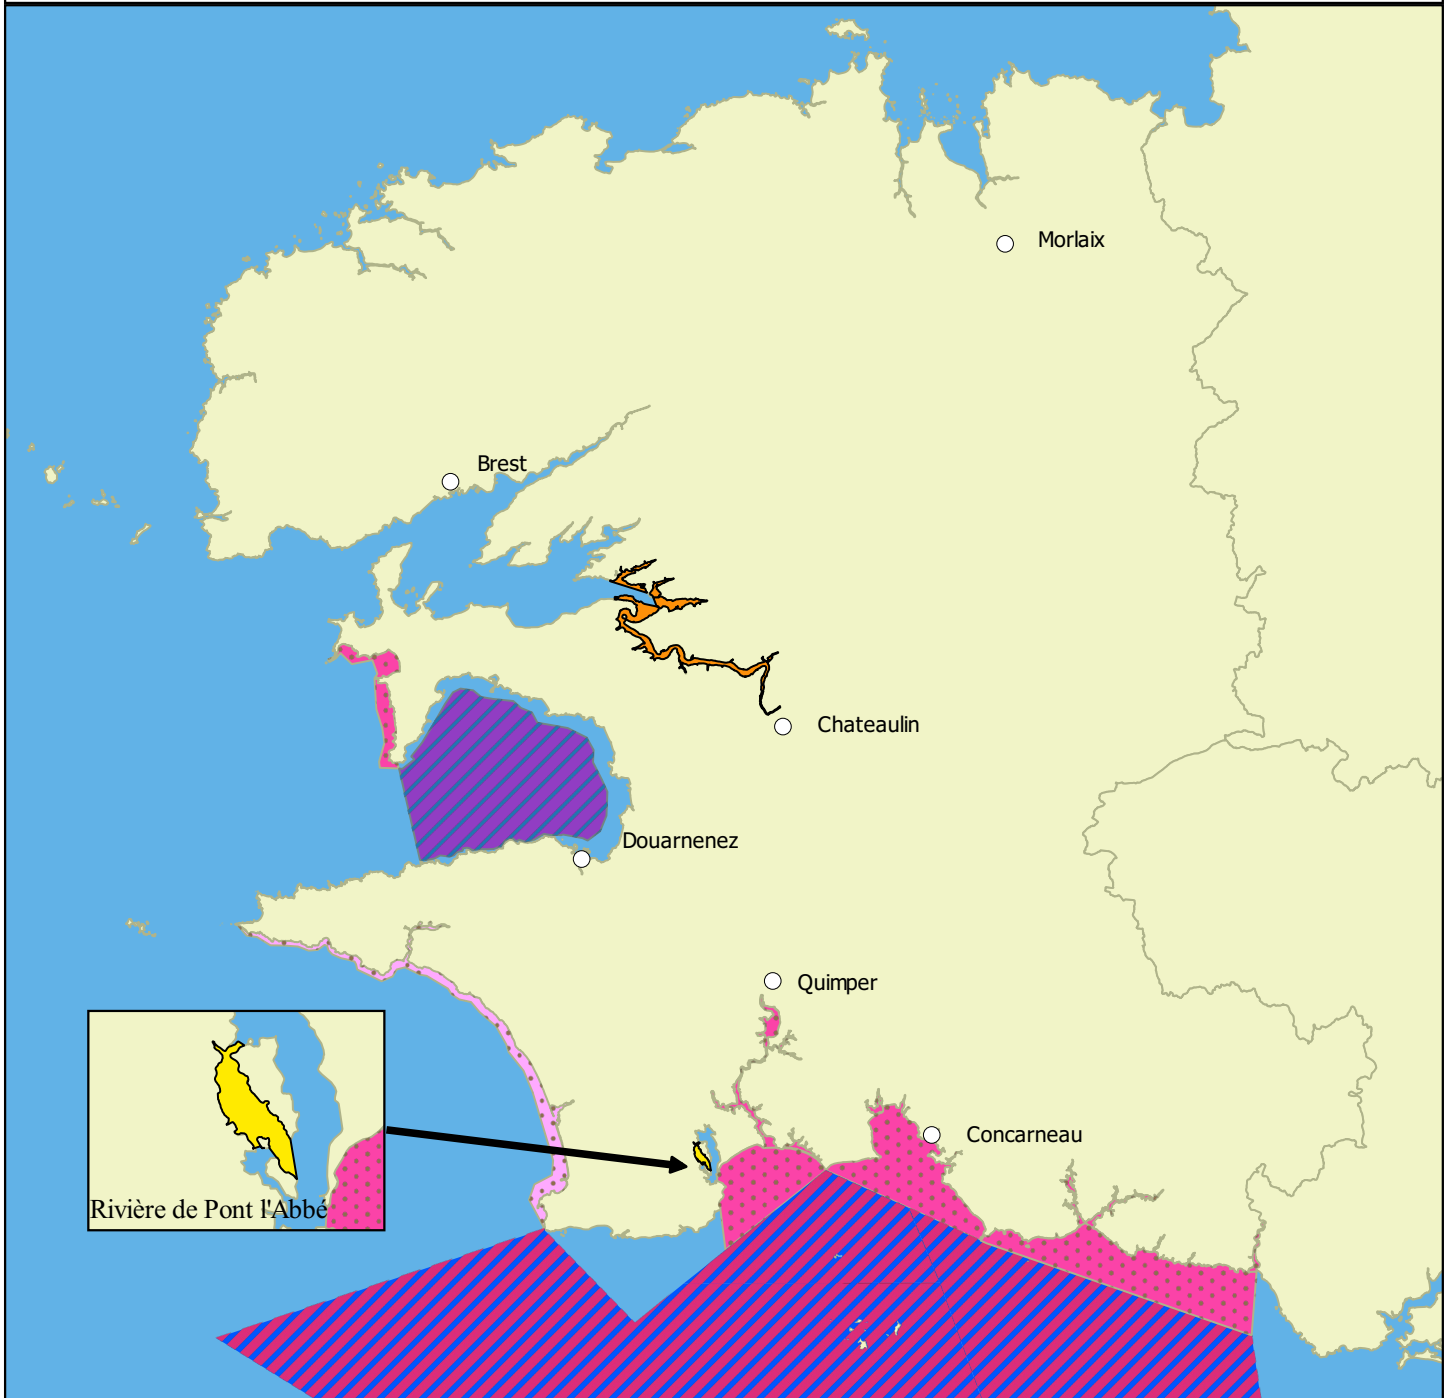 Morlaix
Brest
Chateaulin
Douarnenez
Quimper
Concarneau
Rivière de Pont l'Abbé